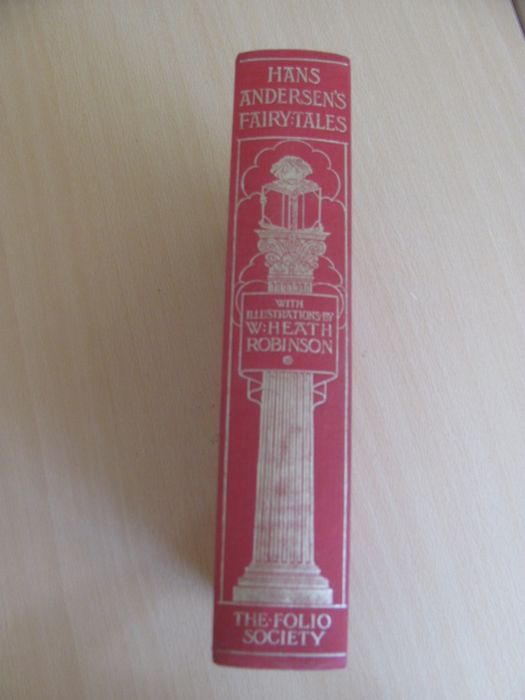 HANS
ANDERSEN'S
FAIRY:TALES
WITH
ILLUSTRATIONS·BY
W:HEATH
ROBINSON
THE·FOLIO
SOCIETY